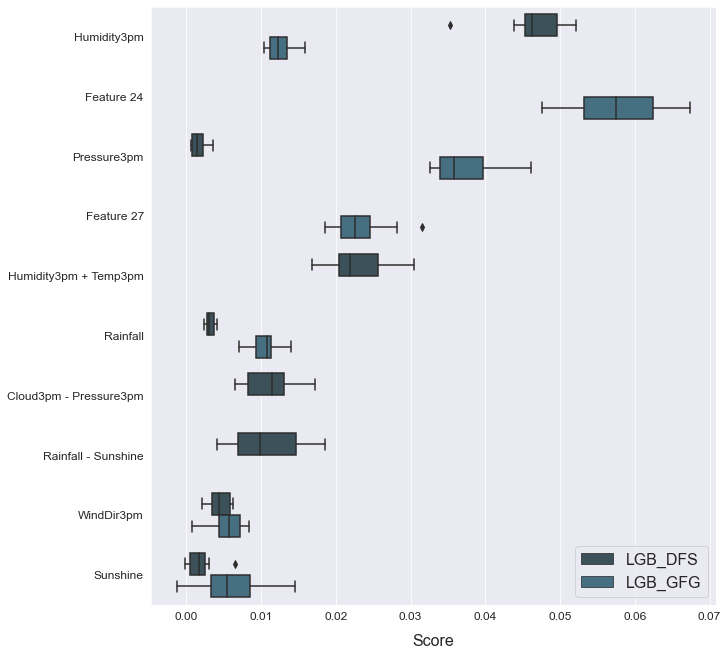 Humidity3pm
Feature 24
Pressure3pm
Feature 27
Humidity3pm + Temp3pm
Rainfall
Cloud3pm - Pressure3pm
Rainfall - Sunshine
WindDir3pm
Sunshine
LGB_DFS
LGB_GFG
0.00 0.01 0.02 0.03 0.04 0.05 0.06 0.07
Score